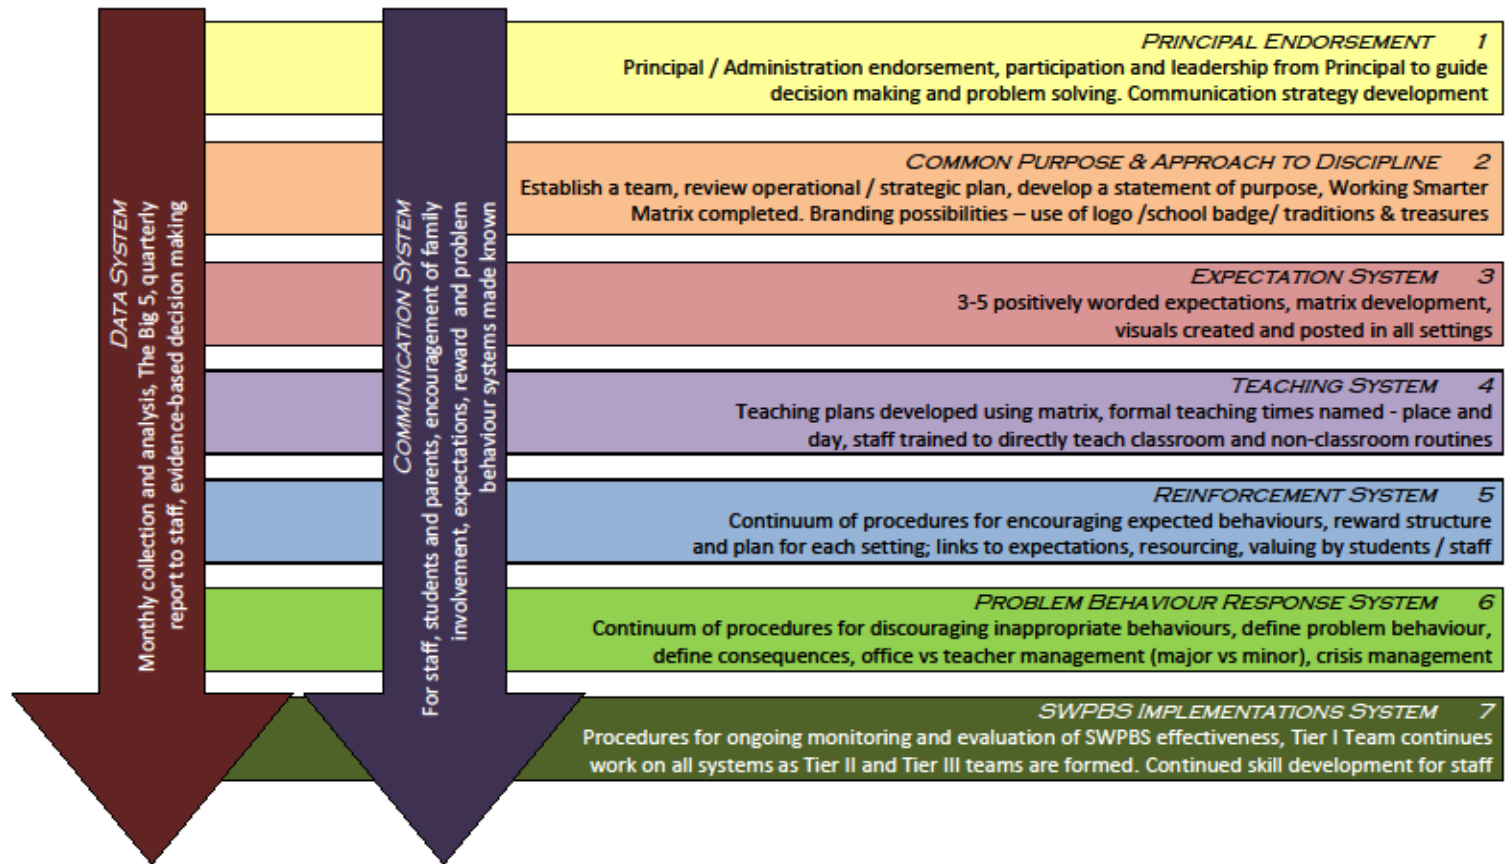 DATA SYSTEM
Monthly collection and analysis, The Big 5, quarterly
report to staff, evidence-based decision making
COMMUNICATION SYSTEM
For staff, students and parents, encouragement of family
involvement, expectations, reward and problem
behaviour systems made known
PRINCIPAL ENDORSEMENT 1
Principal / Administration endorsement, participation and leadership from Principal to guide
decision making and problem solving. Communication strategy development
COMMON PURPOSE & APPROACH TO DISCIPLINE 2
Establish a team, review operational / strategic plan, develop a statement of purpose, Working Smarter
Matrix completed. Branding possibilities – use of logo /school badge/ traditions & treasures
EXPECTATION SYSTEM 3
3-5 positively worded expectations, matrix development,
visuals created and posted in all settings
TEACHING SYSTEM 4
Teaching plans developed using matrix, formal teaching times named - place and
day, staff trained to directly teach classroom and non-classroom routines
REINFORCEMENT SYSTEM 5
Continuum of procedures for encouraging expected behaviours, reward structure
and plan for each setting; links to expectations, resourcing, valuing by students / staff
PROBLEM BEHAVIOUR RESPONSE SYSTEM 6
Continuum of procedures for discouraging inappropriate behaviours, define problem behaviour,
define consequences, office vs teacher management (major vs minor), crisis management
SWPBS IMPLEMENTATIONS SYSTEM 7
Procedures for ongoing monitoring and evaluation of SWPBS effectiveness, Tier I Team continues
work on all systems as Tier II and Tier III teams are formed. Continued skill development for staff